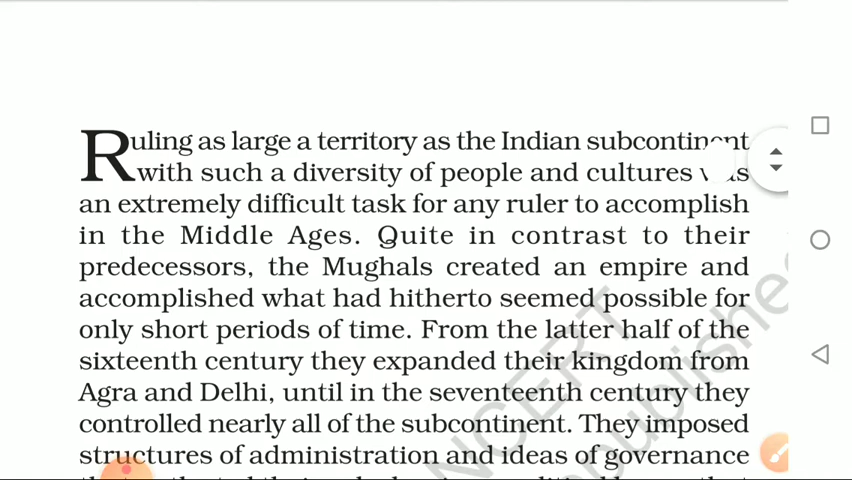 Ruling as large a territory as the Indian subcontinent
with such a diversity of people and cultures was
an extremely difficult task for any ruler to accomplish
in the Middle Ages. Quite in contrast to their
predecessors, the Mughals created an empire and
accomplished what had hitherto seemed possible for
only short periods of time. From the latter half of the
sixteenth century they expanded their kingdom from
Agra and Delhi, until in the seventeenth century they
controlled nearly all of the subcontinent. They imposed
structures of administration and ideas of governance
NCERT
republished